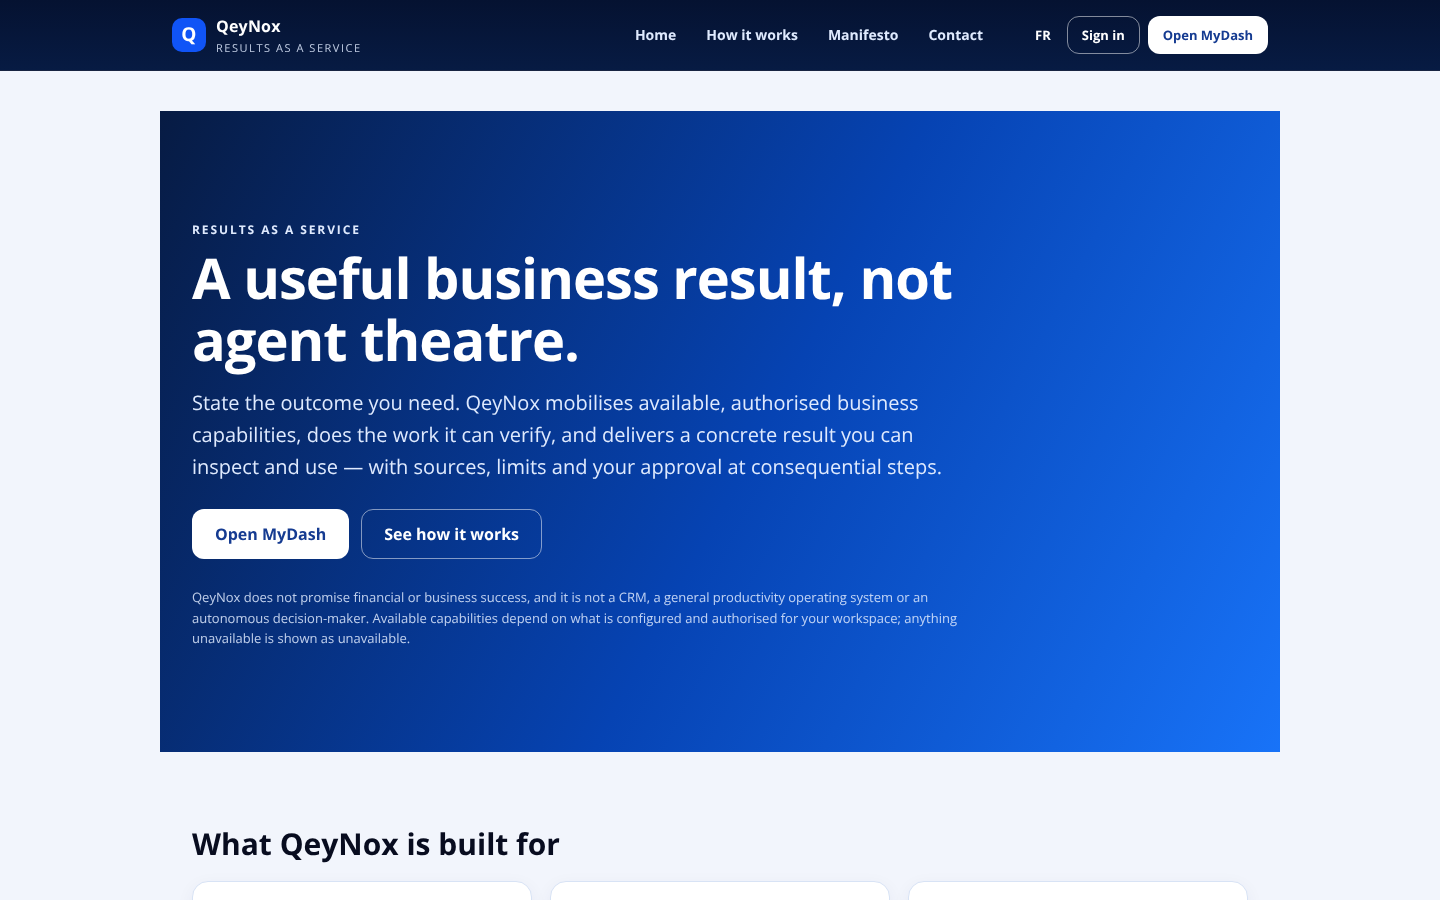 Q
QeyNox
RESULTS AS A SERVICE
Home
How it works
Manifesto
Contact
FR
Sign in
Open MyDash
RESULTS AS A SERVICE
A useful business result, not
agent theatre.
State the outcome you need. QeyNox mobilises available, authorised business
capabilities, does the work it can verify, and delivers a concrete result you can
inspect and use — with sources, limits and your approval at consequential steps.
Open MyDash
See how it works
QeyNox does not promise financial or business success, and it is not a CRM, a general productivity operating system or an
autonomous decision-maker. Available capabilities depend on what is configured and authorised for your workspace; anything
unavailable is shown as unavailable.
What QeyNox is built for